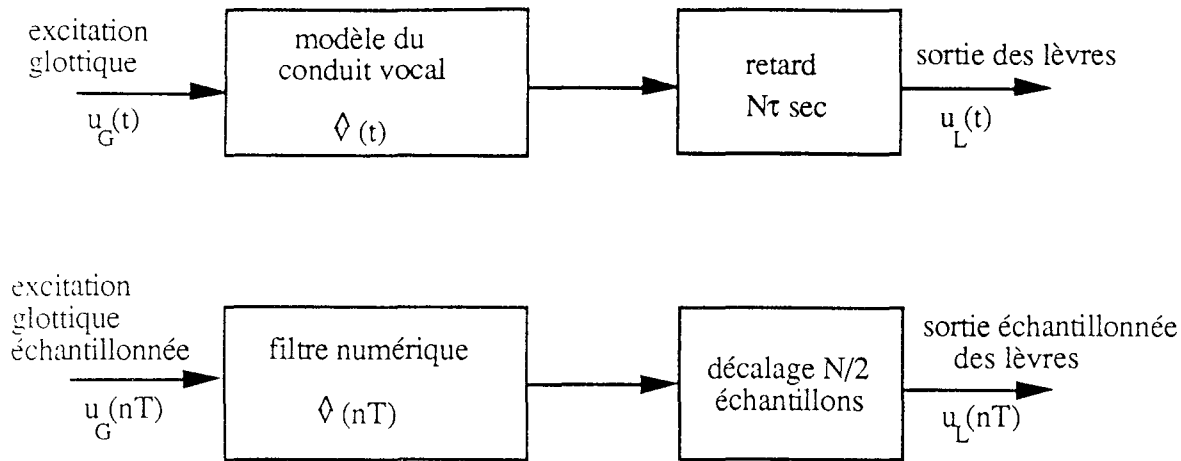 excitation
glottique
u_G(t)
modèle du
conduit vocal
◊ (t)
retard
Nτ sec
sortie des lèvres
u_L(t)
excitation
glottique
échantillonnée
u_G(nT)
filtre numérique
◊ (nT)
décalage N/2
échantillons
sortie échantillonnée
des lèvres
u_L(nT)